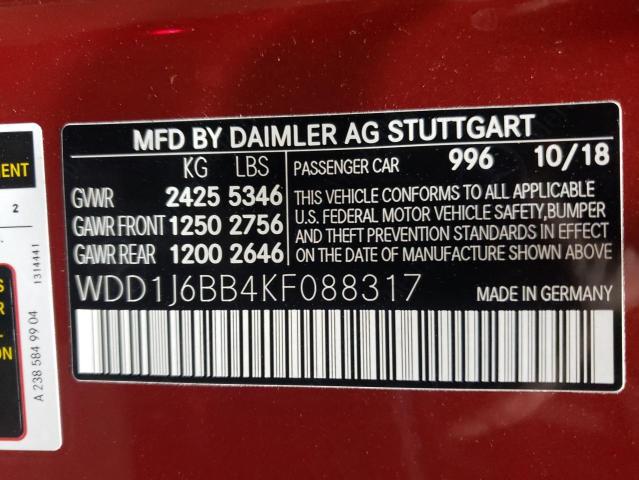 MFD BY DAIMLER AG STUTTGART
KG LBS
GVWR 2425 5346
GAWR FRONT 1250 2756
GAWR REAR 1200 2646
PASSENGER CAR 996 10/18
THIS VEHICLE CONFORMS TO ALL APPLICABLE
U.S. FEDERAL MOTOR VEHICLE SAFETY,BUMPER
AND THEFT PREVENTION STANDARDS IN EFFECT
ON THE DATE OF MANUFACTURE SHOWN ABOVE.
WDD1J6BB4KF088317
MADE IN GERMANY
2
1314441
A 238 584 99 04